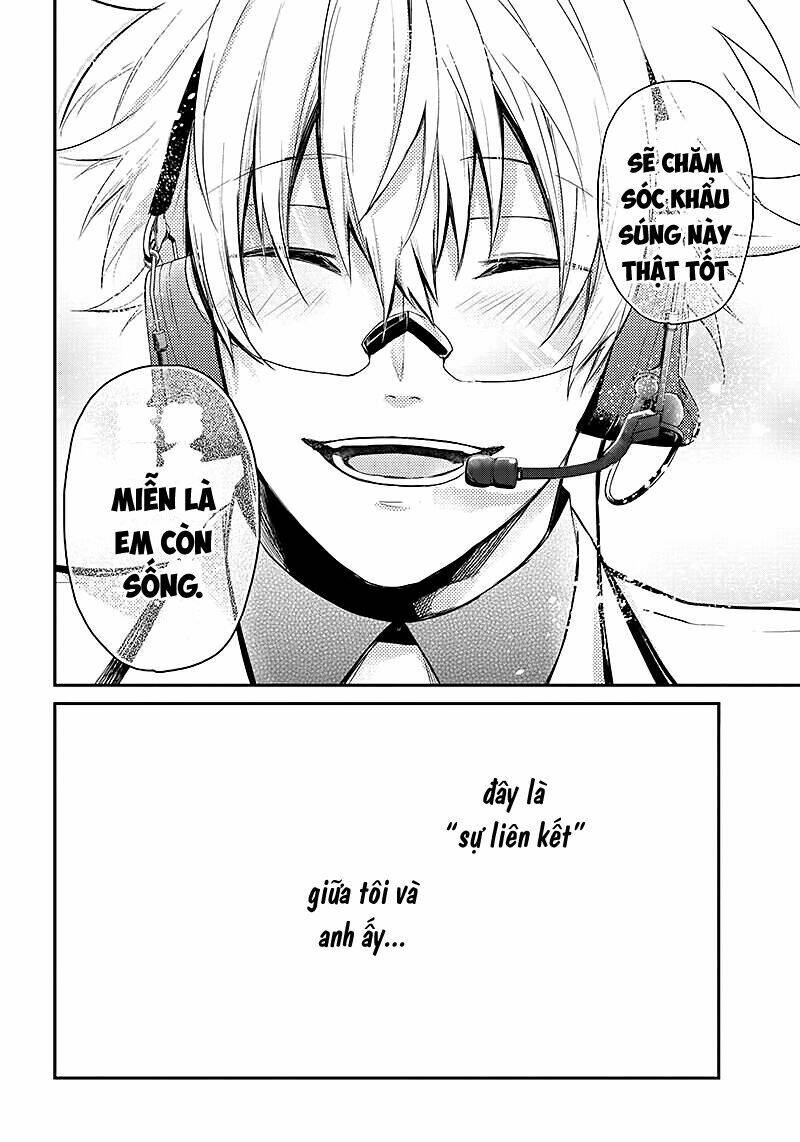 SẼ CHĂM
SÓC KHẨU
SÚNG NÀY
THẬT TỐT
MIỄN LÀ
EM CÒN
SỐNG.
đây là
“sự liên kết”
giữa tôi và
anh ấy...